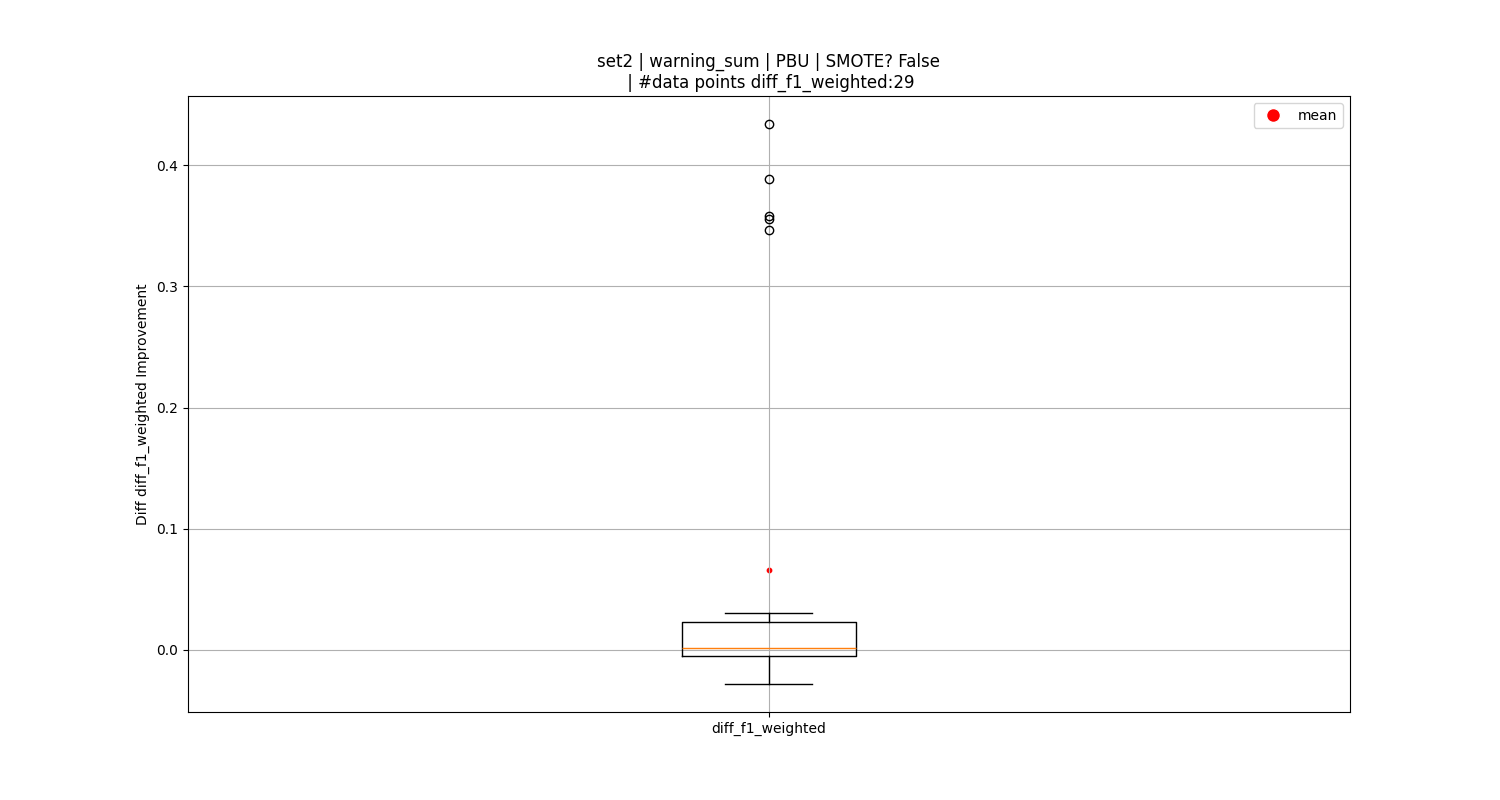 set2 | warning_sum | PBU | SMOTE? False
| #data points diff_f1_weighted:29
mean
0.4
0.3
0.2
0.1
0.0
Diff diff_f1_weighted Improvement
diff_f1_weighted